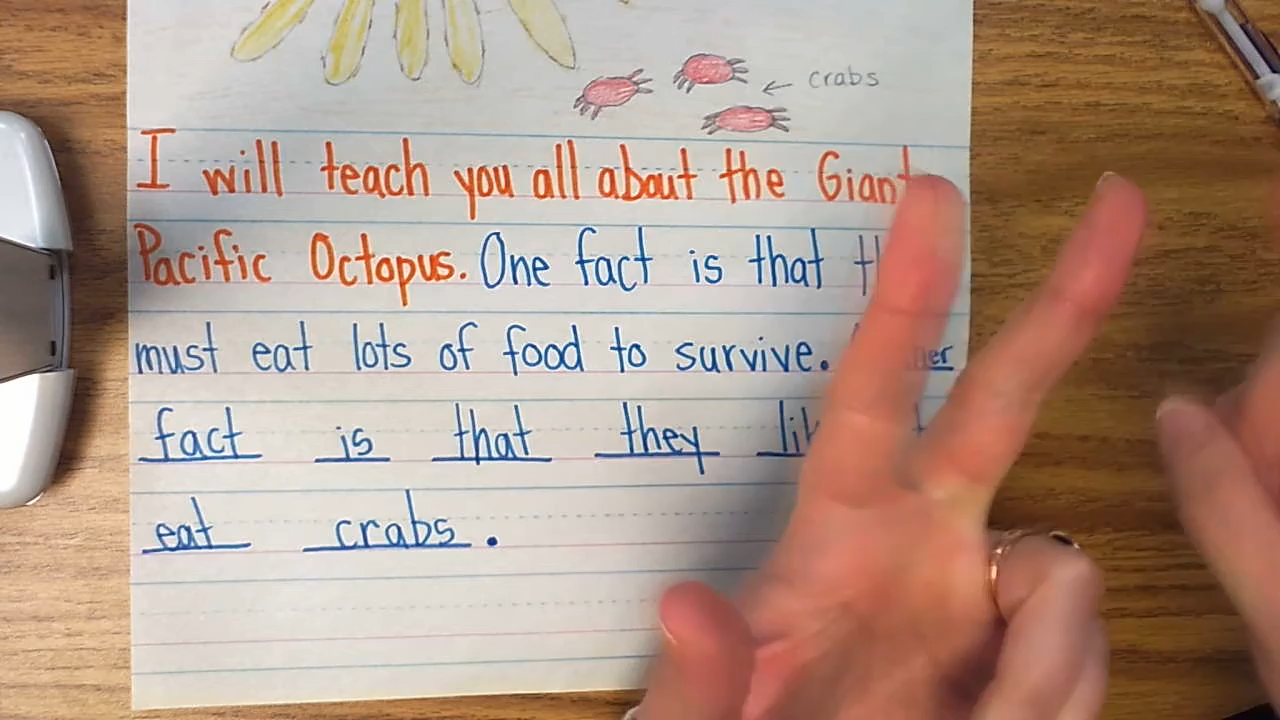 crabs
I will teach you all about the Giant
Pacific Octopus. One fact is that
must eat lots of food to survive.
fact is that they
eat crabs.